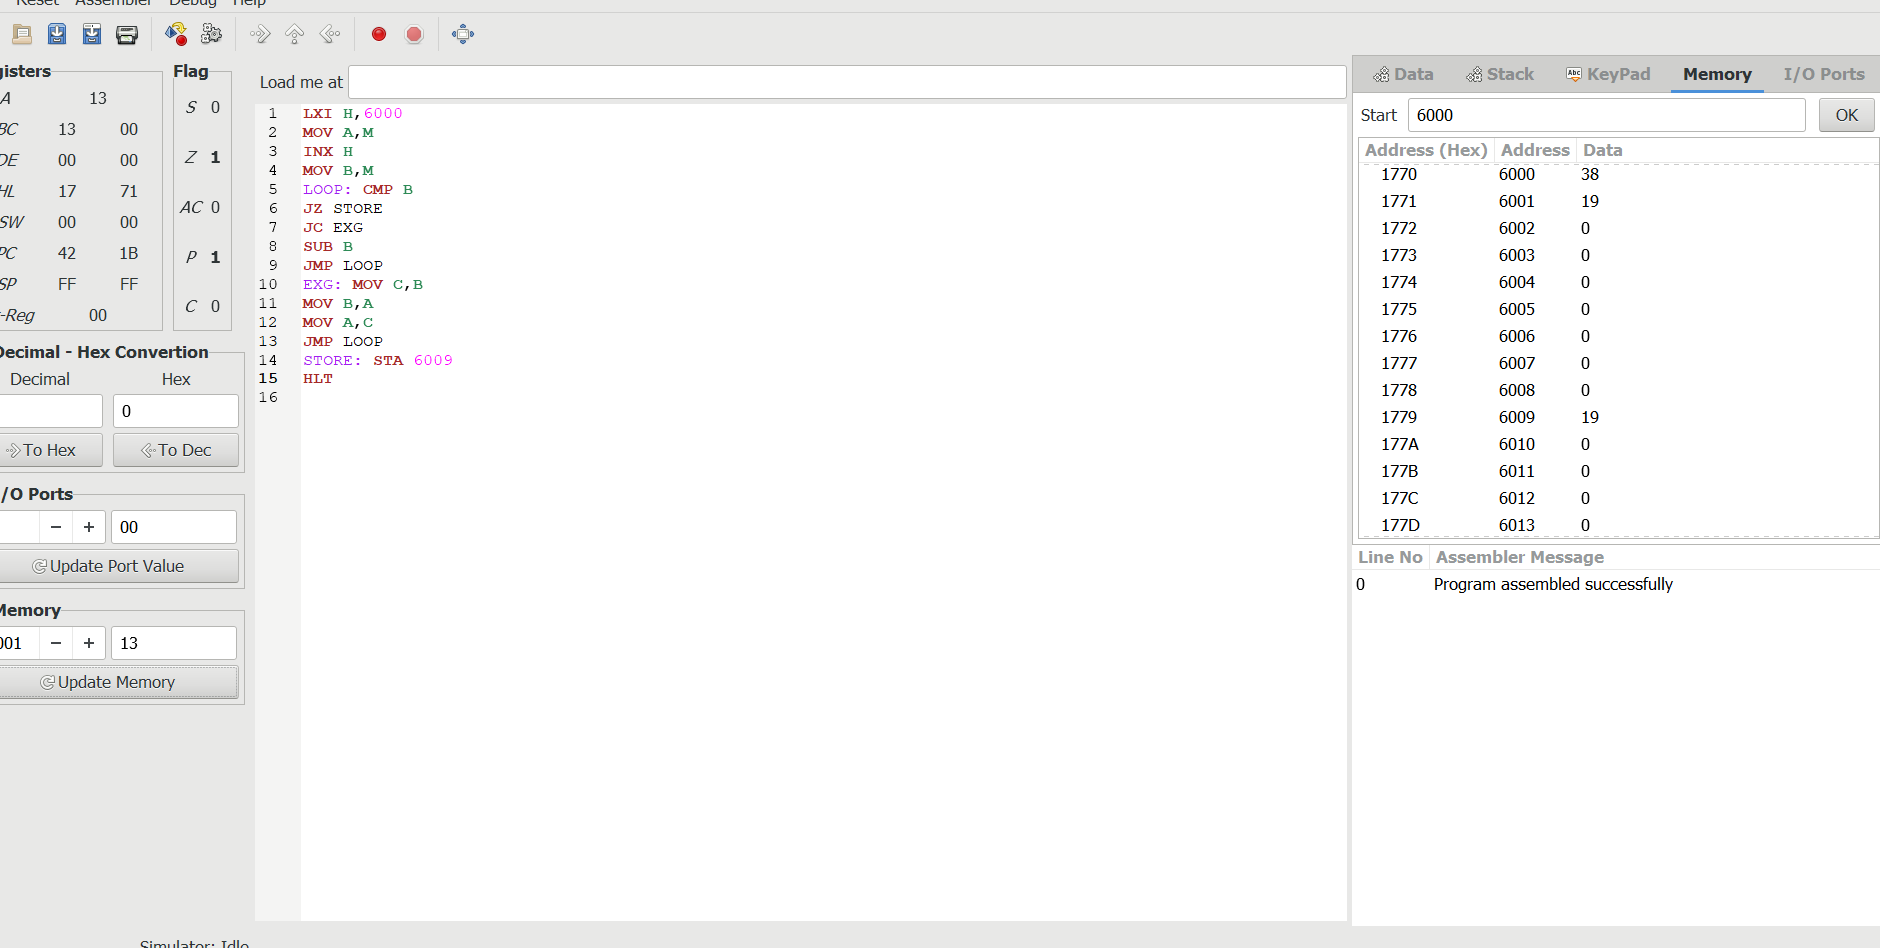 Reset Assembler Debug Help
gisters
A 13
BC 13 00
DE 00 00
HL 17 71
SW 00 00
PC 42 1B
SP FF FF
-Reg 00
Flag
S 0
Z 1
AC 0
P 1
C 0
Decimal - Hex Convertion
Decimal Hex
0
To Hex To Dec
/O Ports
− + 00
Update Port Value
Memory
001 − + 13
Update Memory
Load me at
1 LXI H,6000
2 MOV A,M
3 INX H
4 MOV B,M
5 LOOP: CMP B
6 JZ STORE
7 JC EXG
8 SUB B
9 JMP LOOP
10 EXG: MOV C,B
11 MOV B,A
12 MOV A,C
13 JMP LOOP
14 STORE: STA 6009
15 HLT
16
Data Stack Abc KeyPad Memory I/O Ports
Start 6000 OK
Address (Hex) Address Data
1770 6000 38
1771 6001 19
1772 6002 0
1773 6003 0
1774 6004 0
1775 6005 0
1776 6006 0
1777 6007 0
1778 6008 0
1779 6009 19
177A 6010 0
177B 6011 0
177C 6012 0
177D 6013 0
Line No Assembler Message
0 Program assembled successfully
Simulator: Idle